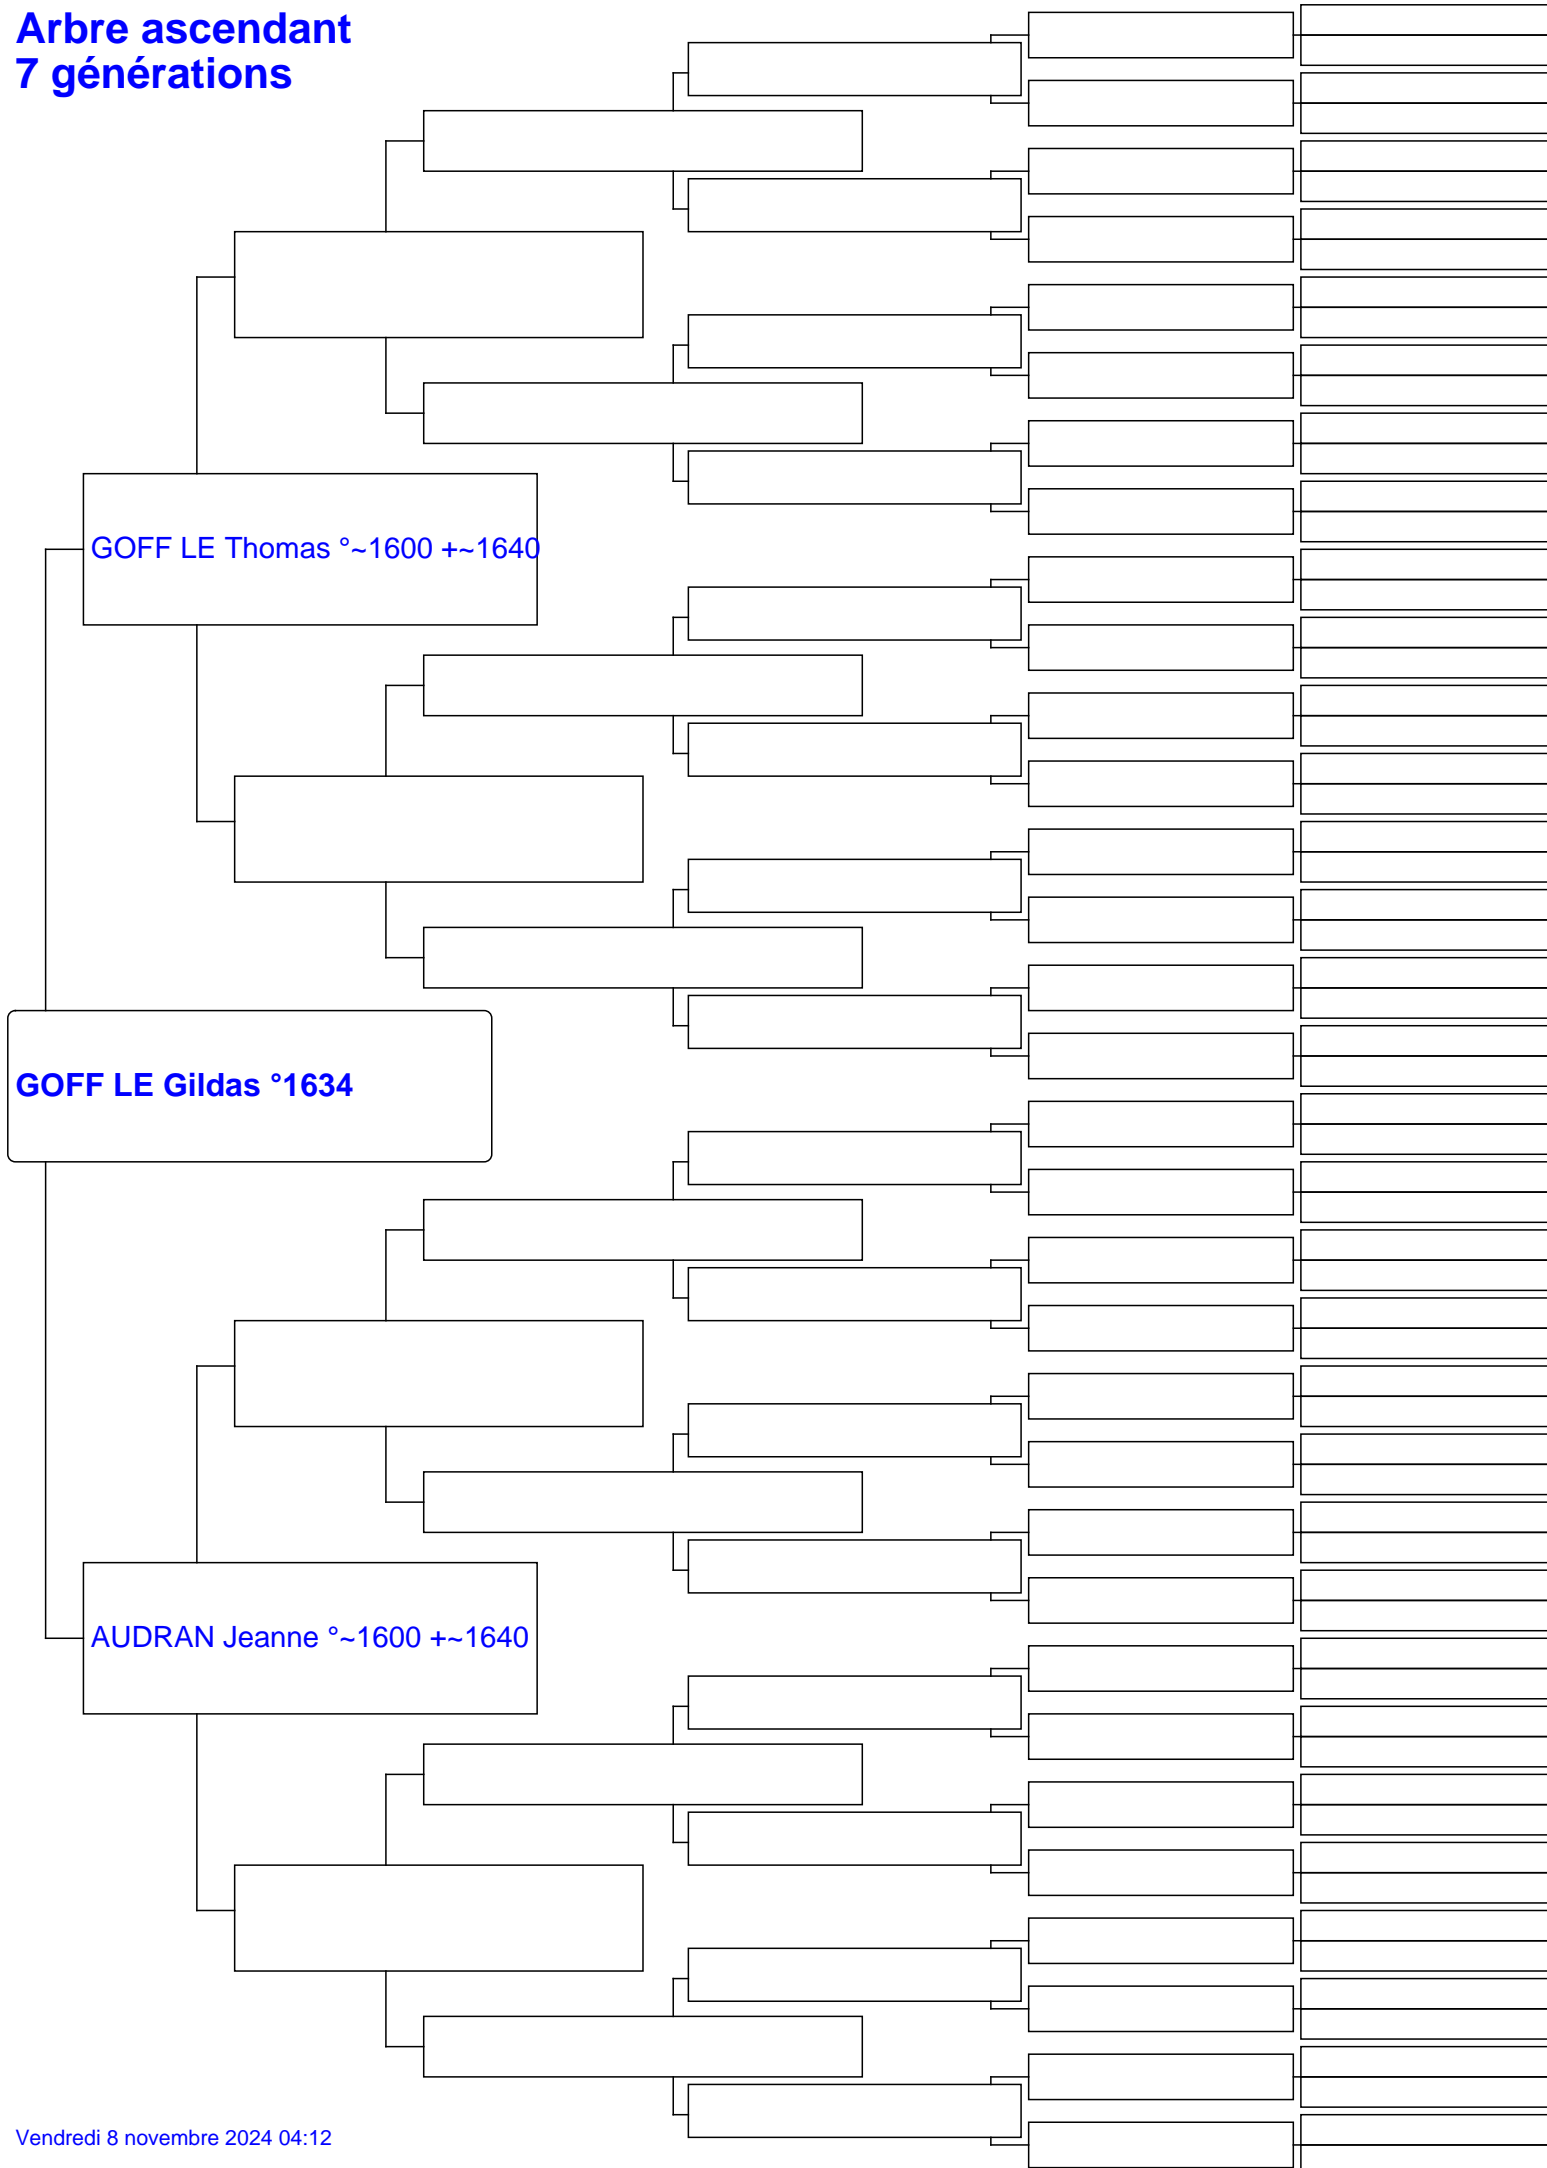 Arbre ascendant
7 générations
GOFF LE Thomas °~1600 +~1640
GOFF LE Gildas °1634
AUDRAN Jeanne °~1600 +~1640
Vendredi 8 novembre 2024 04:12